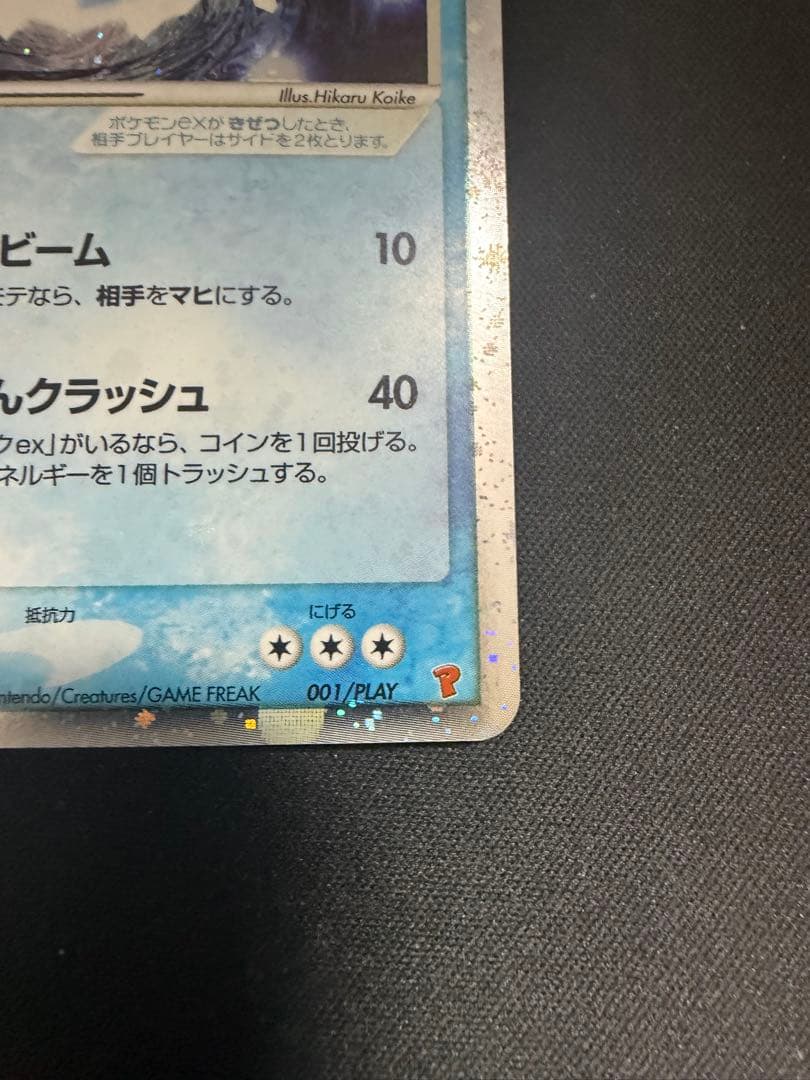 Illus.Hikaru Koike
ポケモンexが きぜつしたとき、
相手プレイヤーはサイドを2枚とります。
ビーム 10
モテなら、相手をマヒにする。
んクラッシュ 40
クex」がいるなら、コインを1回投げる。
ネルギーを1個トラッシュする。
抵抗力 にげる
ntendo/Creatures/GAME FREAK 001/PLAY P